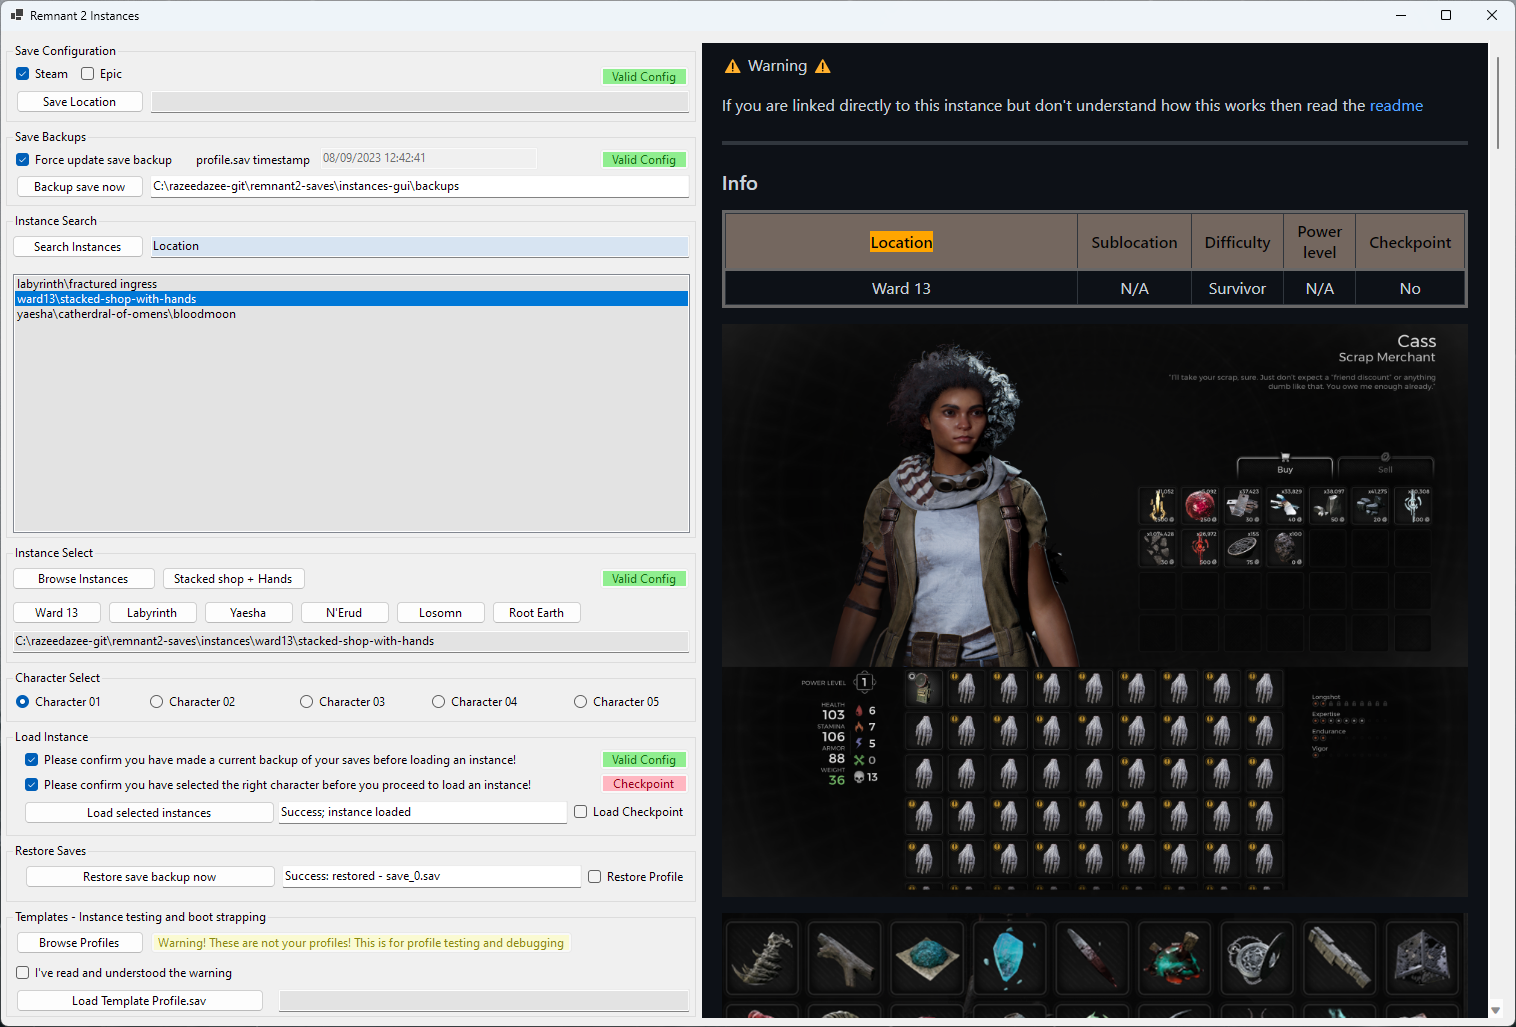 Remnant 2 Instances
Save Configuration
Steam
Epic
Valid Config
Save Location
Save Backups
Force update save backup
profile.sav timestamp
08/09/2023 12:42:41
Valid Config
Backup save now
C:\razeedazee-git\remnant2-saves\instances-gui\backups
Instance Search
Search Instances
Location
labyrinth\fractured ingress
ward13\stacked-shop-with-hands
yaesha\catherdral-of-omens\bloodmoon
Instance Select
Browse Instances
Stacked shop + Hands
Valid Config
Ward 13
Labyrinth
Yaesha
N'Erud
Losomn
Root Earth
C:\razeedazee-git\remnant2-saves\instances\ward13\stacked-shop-with-hands
Character Select
Character 01
Character 02
Character 03
Character 04
Character 05
Load Instance
Please confirm you have made a current backup of your saves before loading an instance!
Valid Config
Please confirm you have selected the right character before you proceed to load an instance!
Checkpoint
Load selected instances
Success; instance loaded
Load Checkpoint
Restore Saves
Restore save backup now
Success: restored - save_0.sav
Restore Profile
Templates - Instance testing and boot strapping
Browse Profiles
Warning! These are not your profiles! This is for profile testing and debugging
I've read and understood the warning
Load Template Profile.sav
Warning
If you are linked directly to this instance but don't understand how this works then read the readme
Info
Location
Sublocation
Difficulty
Power
level
Checkpoint
Ward 13
N/A
Survivor
N/A
No
Cass
Scrap Merchant
"I'll take your scrap, sure. Just don't expect a "friend discount" or anything
dumb like that. You owe me enough already."
Buy
Sell
POWER LEVEL
1
HEALTH
103
6
STAMINA
106
7
ARMOR
88
5
0
WEIGHT
36
13
Longshot
Expertise
Endurance
Vigor